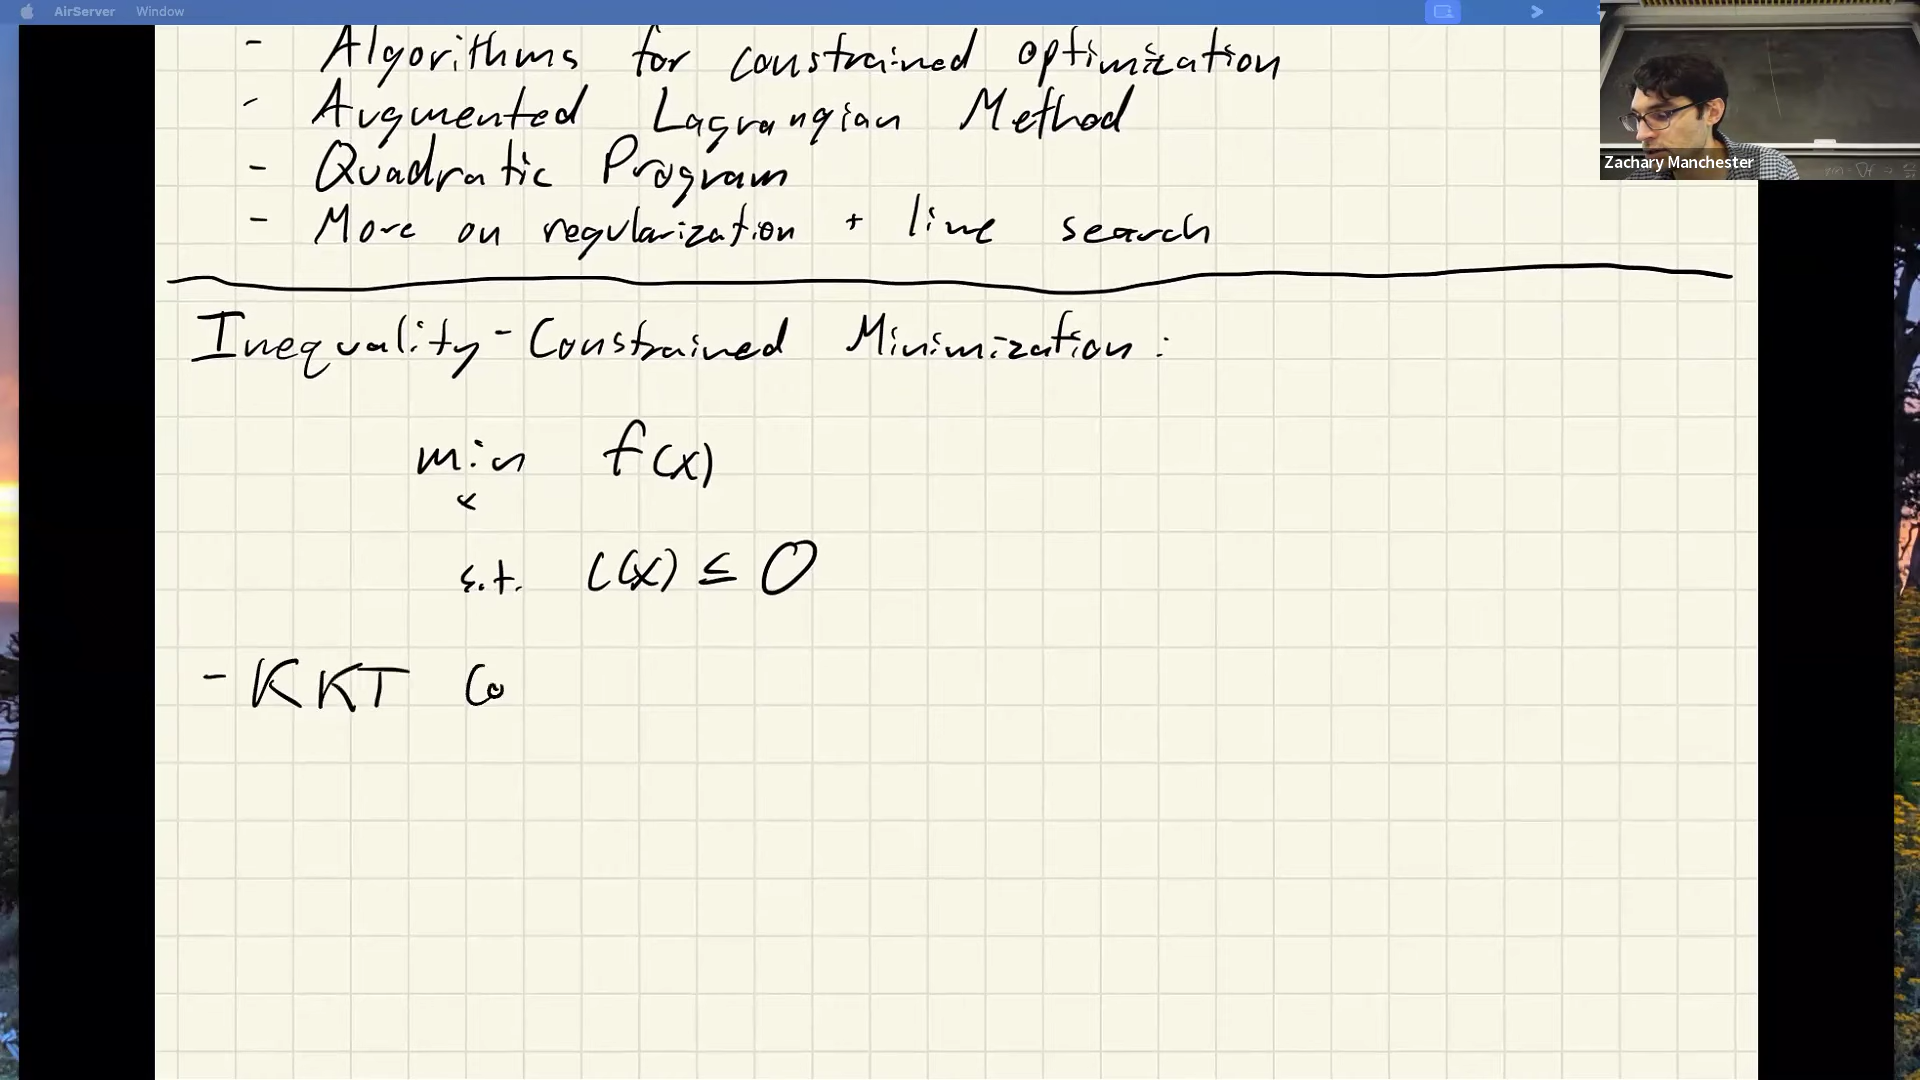 AirServer Window
- Algorithms for constrained optimization
- Augmented Lagrangian Method
- Quadratic Program
- More on regularization + line search
Zachary Manchester
Inequality-Constrained Minimization:
min f(x)
x
s.t. C(x) ≤ 0
- KKT Co